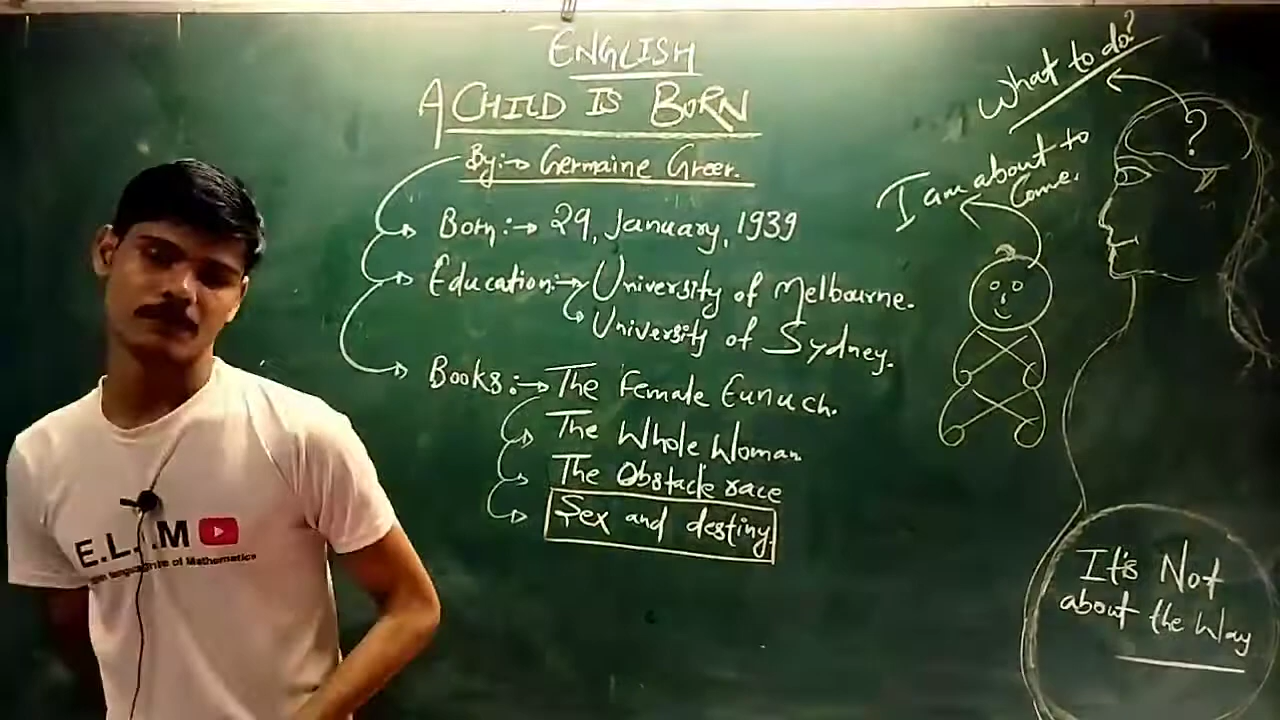 ENGLISH
A CHILD IS BORN
By:→ Germaine Greer.
Born:→ 29, January, 1939
Education:→ University of Melbourne.
University of Sydney.
Books:→ The Female Eunuch.
The Whole Woman
The Obstacle race
Sex and destiny.
What to do?
?
I am about to
Come.
It's Not
about the Way
E.L.
M
of Mathematics